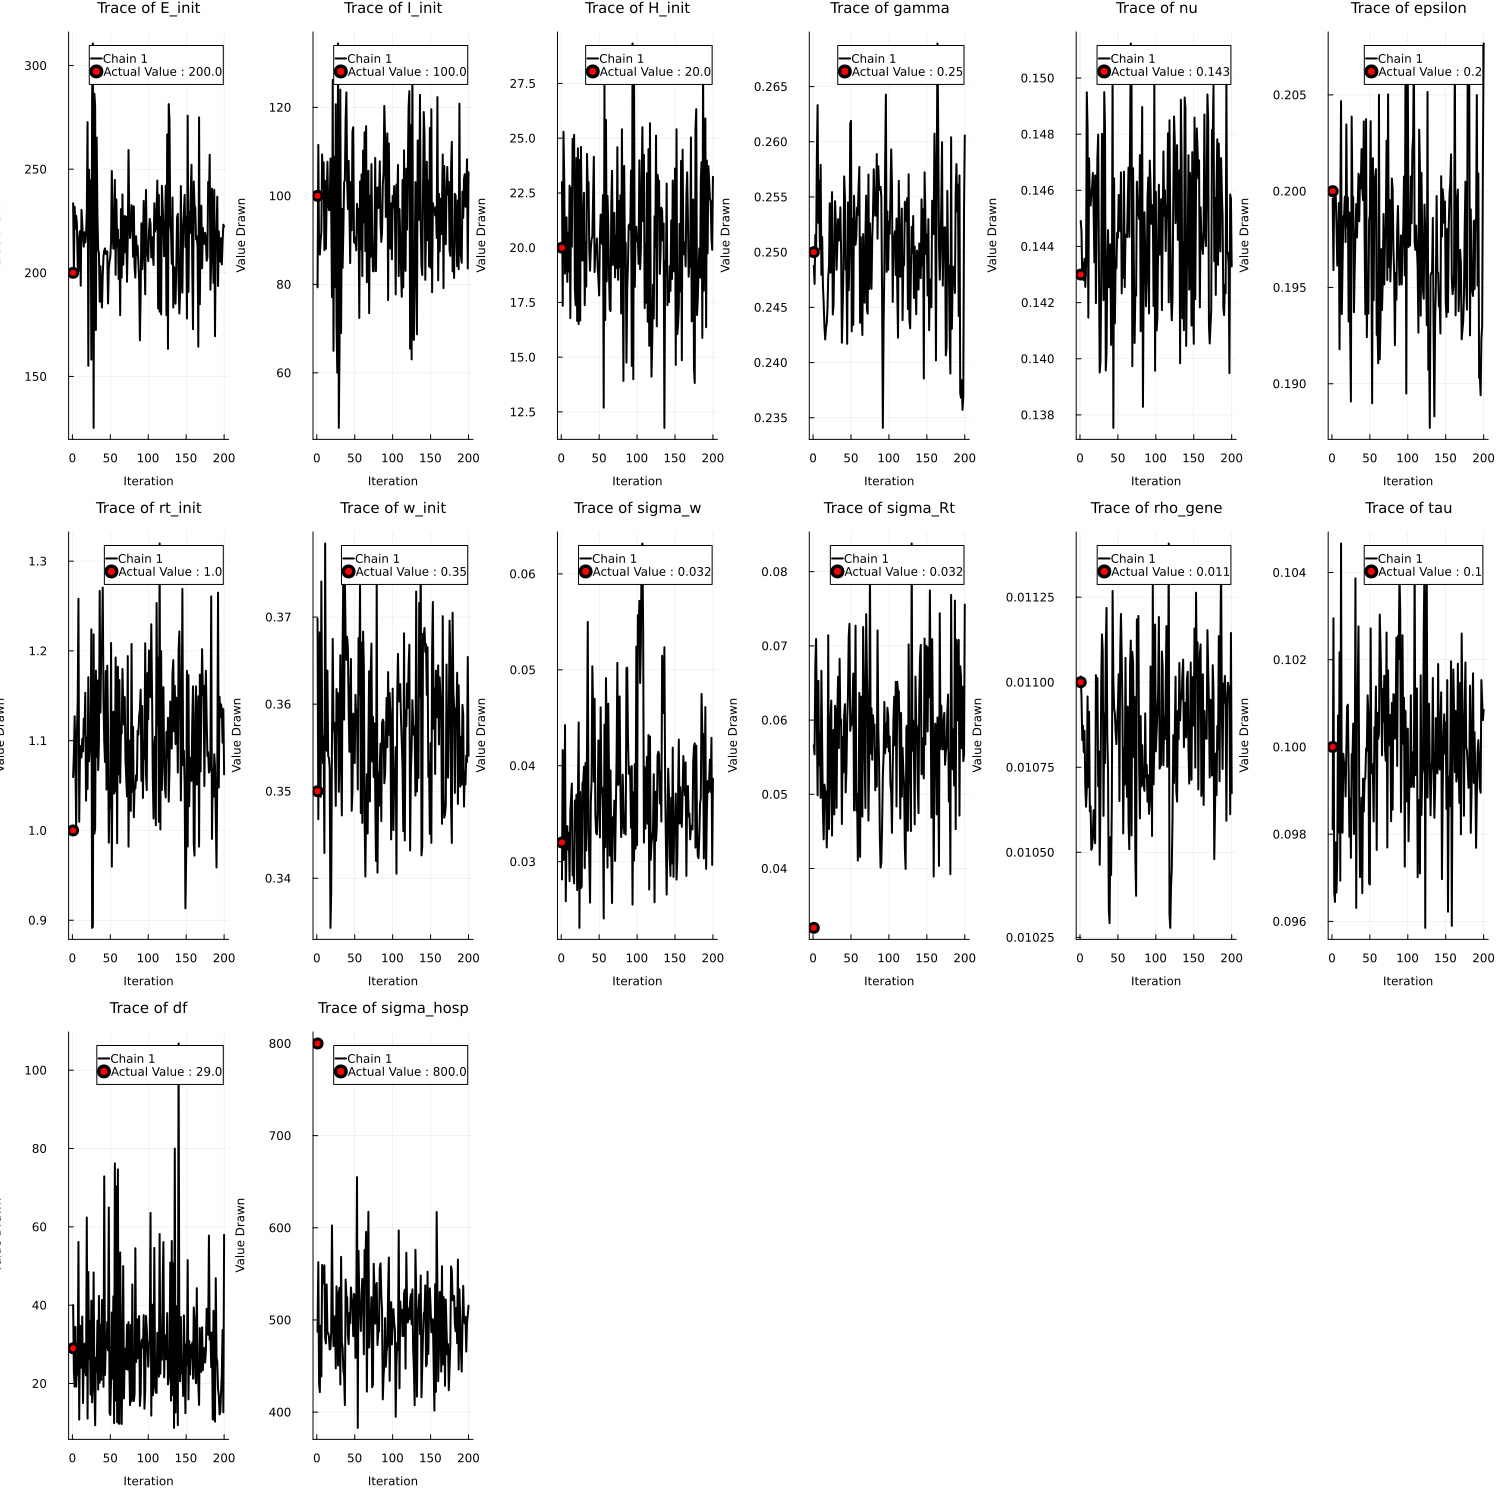 Trace of E_init
Chain 1
Actual Value : 200.0
300
250
200
150
0 50 100 150 200
Iteration
Trace of I_init
Value Drawn
Chain 1
Actual Value : 100.0
120
100
80
60
0 50 100 150 200
Iteration
Trace of H_init
Value Drawn
Chain 1
Actual Value : 20.0
27.5
25.0
22.5
20.0
17.5
15.0
12.5
0 50 100 150 200
Iteration
Trace of gamma
Value Drawn
Chain 1
Actual Value : 0.25
0.265
0.260
0.255
0.250
0.245
0.240
0.235
0 50 100 150 200
Iteration
Trace of nu
Value Drawn
Chain 1
Actual Value : 0.143
0.150
0.148
0.146
0.144
0.142
0.140
0.138
0 50 100 150 200
Iteration
Trace of epsilon
Value Drawn
Chain 1
Actual Value : 0.2
0.205
0.200
0.195
0.190
0 50 100 150 200
Iteration
Trace of rt_init
Value Drawn
Chain 1
Actual Value : 1.0
1.3
1.2
1.1
1.0
0.9
0 50 100 150 200
Iteration
Trace of w_init
Value Drawn
Chain 1
Actual Value : 0.35
0.37
0.36
0.35
0.34
0 50 100 150 200
Iteration
Trace of sigma_w
Value Drawn
Chain 1
Actual Value : 0.032
0.06
0.05
0.04
0.03
0 50 100 150 200
Iteration
Trace of sigma_Rt
Value Drawn
Chain 1
Actual Value : 0.032
0.08
0.07
0.06
0.05
0.04
0 50 100 150 200
Iteration
Trace of rho_gene
Value Drawn
Chain 1
Actual Value : 0.011
0.01125
0.01100
0.01075
0.01050
0.01025
0 50 100 150 200
Iteration
Trace of tau
Value Drawn
Chain 1
Actual Value : 0.1
0.104
0.102
0.100
0.098
0.096
0 50 100 150 200
Iteration
Trace of df
Chain 1
Actual Value : 29.0
100
80
60
40
20
0 50 100 150 200
Iteration
Trace of sigma_hosp
Value Drawn
Chain 1
Actual Value : 800.0
800
700
600
500
400
0 50 100 150 200
Iteration